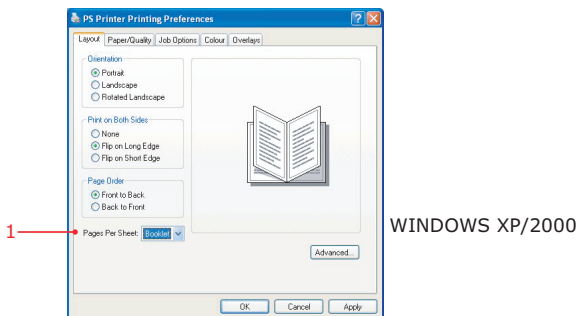 PS Printer Printing Preferences
Layout Paper/Quality Job Options Colour Overlays
Orientation
Portrait
Landscape
Rotated Landscape
Print on Both Sides
None
Flip on Long Edge
Flip on Short Edge
Page Order
Front to Back
Back to Front
1
Pages Per Sheet: Booklet
WINDOWS XP/2000
Advanced...
OK Cancel Apply